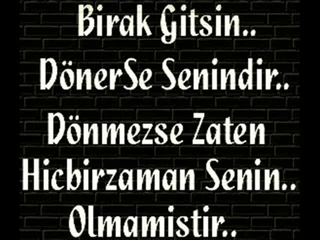 Birak Gitsin..
DönerSe Senindir..
Dönmezse Zaten
Hicbirzaman Senin..
Olmamistir..